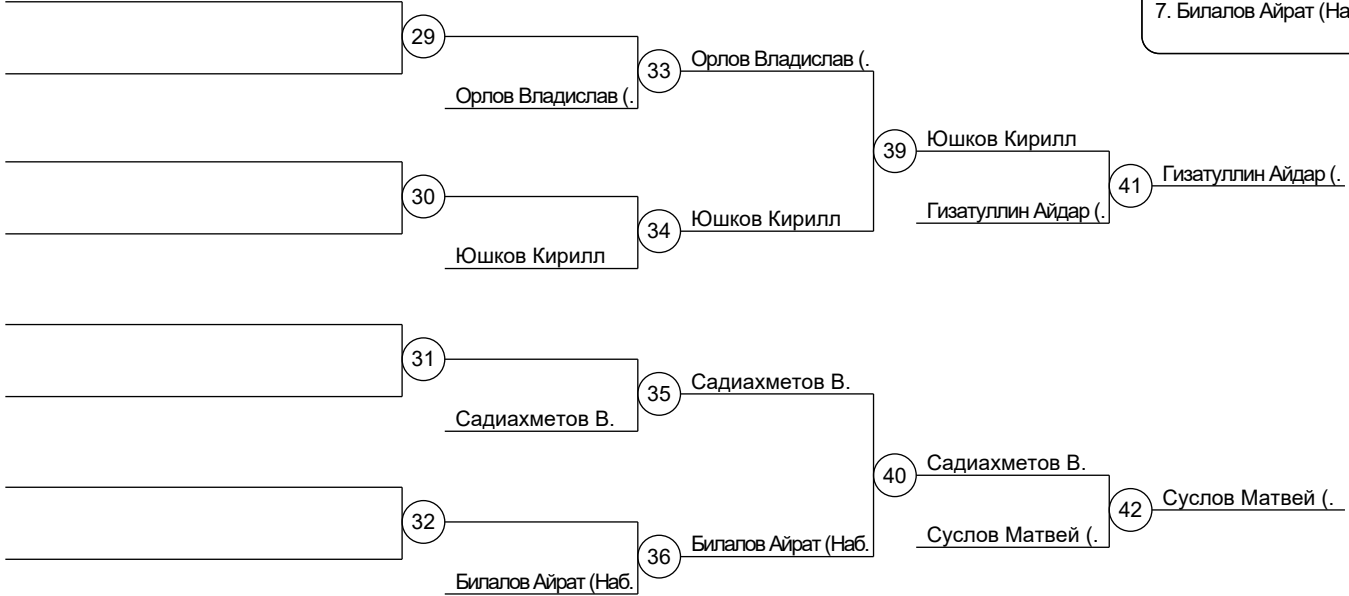 7. Билалов Айрат (На
29
33
Орлов Владислав (.
Орлов Владислав (.
39
Юшков Кирилл
41
Гизатуллин Айдар (.
30
34
Юшков Кирилл
Гизатуллин Айдар (.
Юшков Кирилл
31
35
Садиахметов В.
Садиахметов В.
40
Садиахметов В.
42
Суслов Матвей (.
32
36
Билалов Айрат (Наб.
Суслов Матвей (.
Билалов Айрат (Наб.